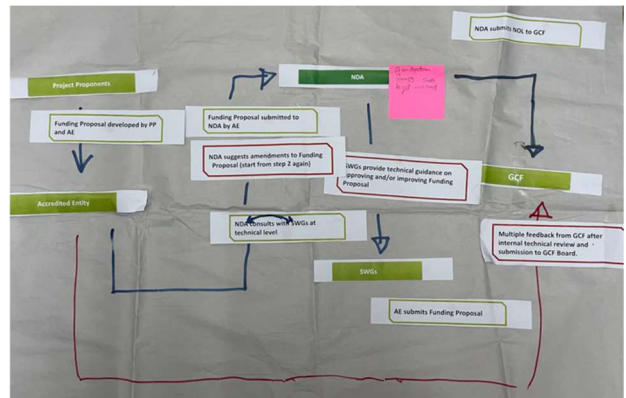 NDA submits NOL to GCF
Project Proponents
NDA
Funding Proposal developed by PP
and AE
Funding Proposal submitted to
NDA by AE
NDA suggests amendments to Funding
Proposal (start from step 2 again)
SWGs provide technical guidance on
approving and/or improving Funding
Proposal
GCF
Accredited Entity
NDA consults with SWGs at
technical level
Multiple feedback from GCF after
internal technical review and
submission to GCF Board.
SWGs
AE submits Funding Proposal